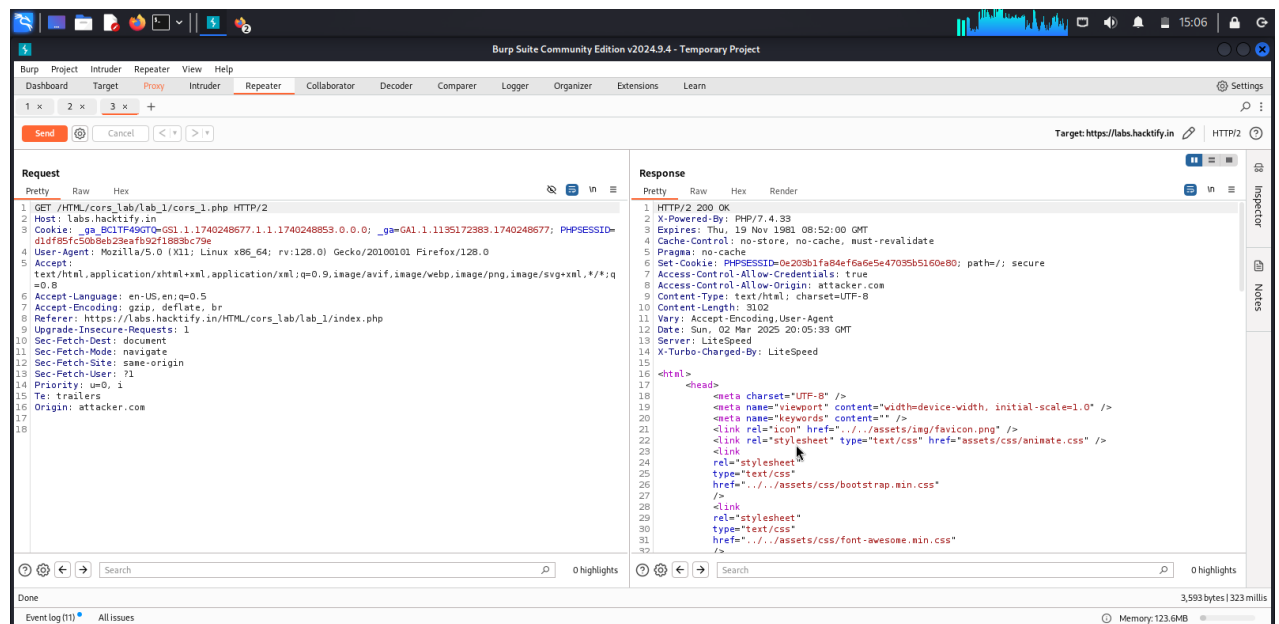 15:06
Burp Suite Community Edition v2024.9.4 - Temporary Project
Burp Project Intruder Repeater View Help
Dashboard Target Proxy Intruder Repeater Collaborator Decoder Comparer Logger Organizer Extensions Learn Settings
1 × 2 × 3 × +
Send Cancel < > Target: https://labs.hacktify.in HTTP/2
Request
Pretty Raw Hex \n
1 GET /HTML/cors_lab/lab_1/cors_1.php HTTP/2
2 Host: labs.hacktify.in
3 Cookie: _ga_BC1TF49GTQ=GS1.1.1740248677.1.1.1740248853.0.0.0; _ga=GA1.1.1135172383.1740248677; PHPSESSID=
d1df85fc50b8eb23eafb92f1883bc79e
4 User-Agent: Mozilla/5.0 (X11; Linux x86_64; rv:128.0) Gecko/20100101 Firefox/128.0
5 Accept:
text/html,application/xhtml+xml,application/xml;q=0.9,image/avif,image/webp,image/png,image/svg+xml,*/*;q
=0.8
6 Accept-Language: en-US,en;q=0.5
7 Accept-Encoding: gzip, deflate, br
8 Referer: https://labs.hacktify.in/HTML/cors_lab/lab_1/index.php
9 Upgrade-Insecure-Requests: 1
10 Sec-Fetch-Dest: document
11 Sec-Fetch-Mode: navigate
12 Sec-Fetch-Site: same-origin
13 Sec-Fetch-User: ?1
14 Priority: u=0, i
15 Te: trailers
16 Origin: attacker.com
17
18
Search 0 highlights
Response
Pretty Raw Hex Render \n
1 HTTP/2 200 OK
2 X-Powered-By: PHP/7.4.33
3 Expires: Thu, 19 Nov 1981 08:52:00 GMT
4 Cache-Control: no-store, no-cache, must-revalidate
5 Pragma: no-cache
6 Set-Cookie: PHPSESSID=0e203b1fa84ef6a6e5e47035b5160e80; path=/; secure
7 Access-Control-Allow-Credentials: true
8 Access-Control-Allow-Origin: attacker.com
9 Content-Type: text/html; charset=UTF-8
10 Content-Length: 3102
11 Vary: Accept-Encoding,User-Agent
12 Date: Sun, 02 Mar 2025 20:05:33 GMT
13 Server: LiteSpeed
14 X-Turbo-Charged-By: LiteSpeed
15
16 <html>
17 <head>
18 <meta charset="UTF-8" />
19 <meta name="viewport" content="width=device-width, initial-scale=1.0" />
20 <meta name="keywords" content="" />
21 <link rel="icon" href="../../assets/img/favicon.png" />
22 <link rel="stylesheet" type="text/css" href="assets/css/animate.css" />
23 <link
24 rel="stylesheet"
25 type="text/css"
26 href="../../assets/css/bootstrap.min.css"
27 />
28 <link
29 rel="stylesheet"
30 type="text/css"
31 href="../../assets/css/font-awesome.min.css"
32 />
Search 0 highlights
Inspector
Notes
Done 3,593 bytes | 323 millis
Event log (11) All issues Memory: 123.6MB